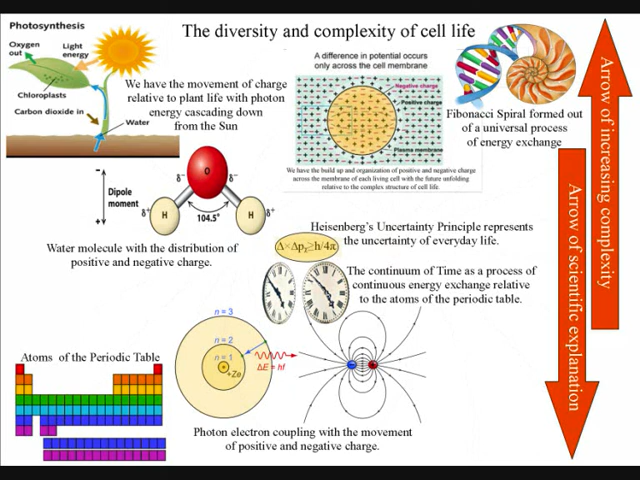 The diversity and complexity of cell life
Photosynthesis
Oxygen
out
Light
energy
Chloroplasts
Carbon dioxide in
Water
We have the movement of charge
relative to plant life with photon
energy cascading down
from the Sun
A difference in potential occurs
only across the cell membrane
Negative charge
Positive charge
Plasma membrane
We have the build up and organization of positive and negative charge
across the membrane of each living cell with the future unfolding
relative to the complex structure of cell life.
Fibonacci Spiral formed out
of a universal process
of energy exchange
Arrow of increasing complexity
Arrow of scientific explanation
Dipole
moment
-
+
δ-
δ-
O
δ+
H
104.5°
H
δ+
Water molecule with the distribution of
positive and negative charge.
Heisenberg's Uncertainty Principle represents
the uncertainty of everyday life.
Δ×Δpₓ≥h/4π
The continuum of Time as a process of
continuous energy exchange relative
to the atoms of the periodic table.
Atoms of the Periodic Table
n = 3
n = 2
n = 1
+Ze
ΔE = hf
Photon electron coupling with the movement
of positive and negative charge.